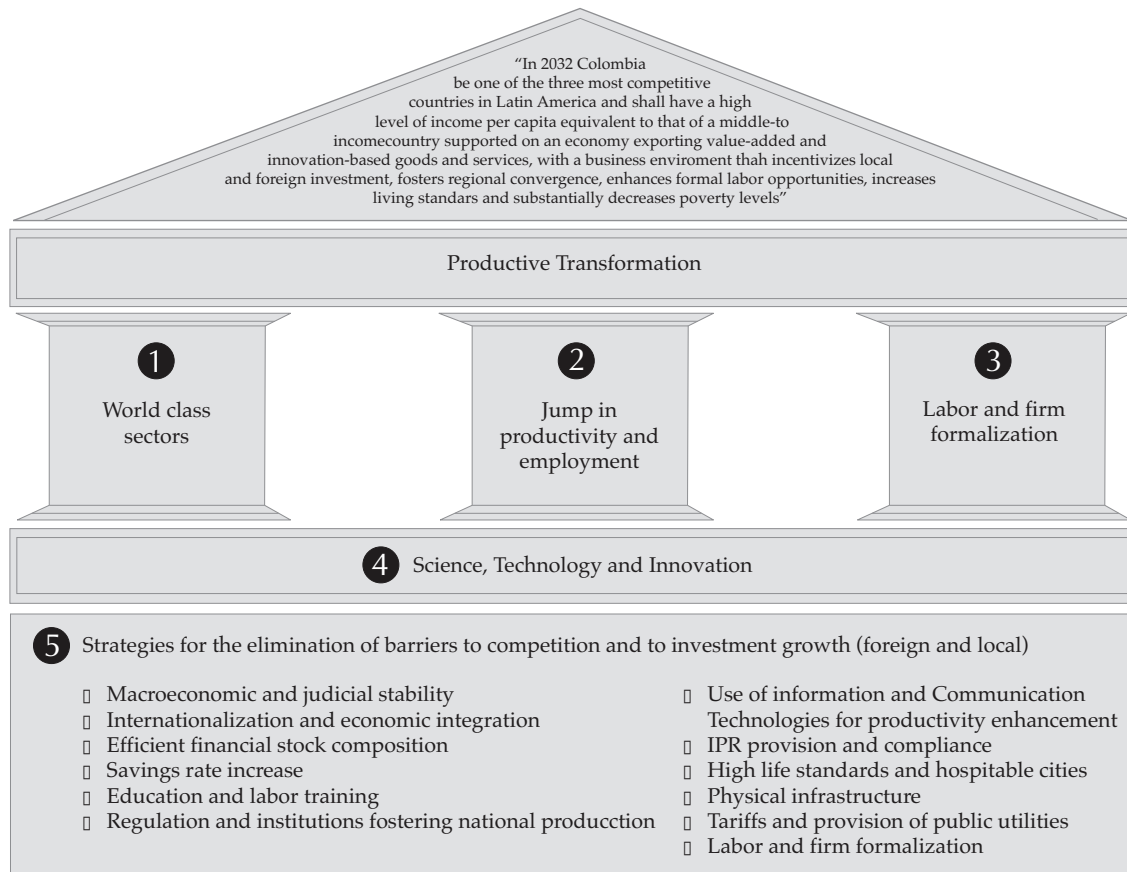 “In 2032 Colombia
be one of the three most competitive
countries in Latin America and shall have a high
level of income per capita equivalent to that of a middle-to
incomecountry supported on an economy exporting value-added and
innovation-based goods and services, with a business enviroment thah incentivizes local
and foreign investment, fosters regional convergence, enhances formal labor opportunities, increases
living standars and substantially decreases poverty levels”
Productive Transformation
1
World class
sectors
2
Jump in
productivity and
employment
3
Labor and firm
formalization
4 Science, Technology and Innovation
5 Strategies for the elimination of barriers to competition and to investment growth (foreign and local)
▯ Macroeconomic and judicial stability
▯ Internationalization and economic integration
▯ Efficient financial stock composition
▯ Savings rate increase
▯ Education and labor training
▯ Regulation and institutions fostering national producction
▯ Use of information and Communication
Technologies for productivity enhancement
▯ IPR provision and compliance
▯ High life standards and hospitable cities
▯ Physical infrastructure
▯ Tariffs and provision of public utilities
▯ Labor and firm formalization